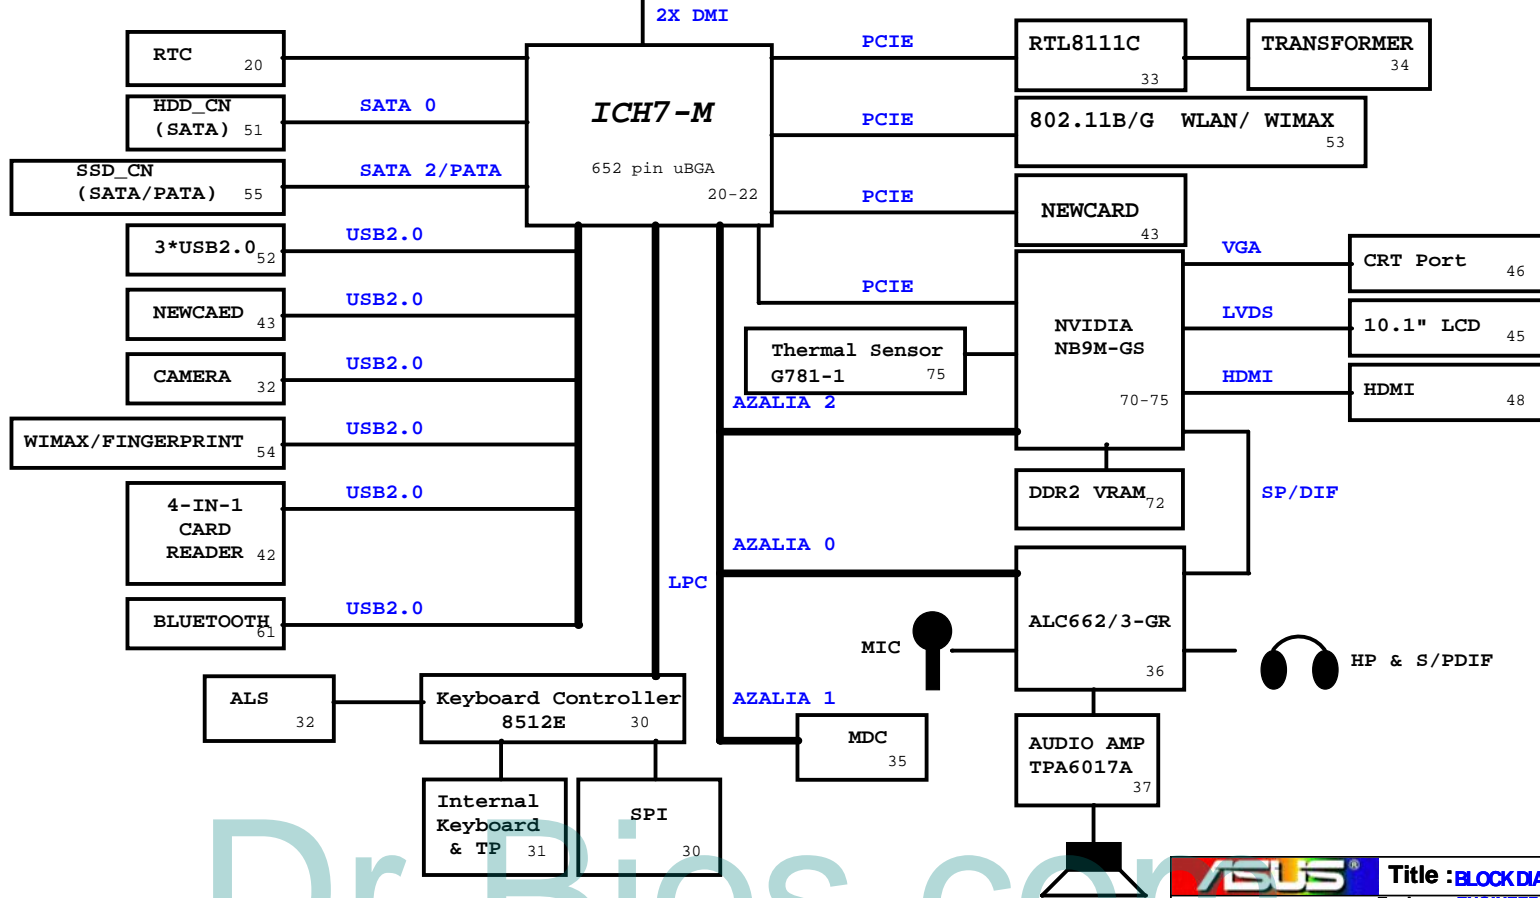 2X DMI
RTC
20
HDD_CN
(SATA) 51
SATA 0
SSD_CN
(SATA/PATA) 55
SATA 2/PATA
3*USB2.0 52
USB2.0
NEWCAED 43
USB2.0
CAMERA 32
USB2.0
WIMAX/FINGERPRINT 54
USB2.0
4-IN-1
CARD
READER 42
USB2.0
BLUETOOTH 61
USB2.0
ICH7-M
652 pin uBGA
20-22
PCIE
RTL8111C
33
TRANSFORMER
34
PCIE
802.11B/G WLAN/ WIMAX
53
PCIE
NEWCARD
43
PCIE
NVIDIA
NB9M-GS
70-75
Thermal Sensor
G781-1 75
VGA
CRT Port
46
LVDS
10.1" LCD
45
HDMI
HDMI
48
AZALIA 2
DDR2 VRAM 72
SP/DIF
AZALIA 0
LPC
ALC662/3-GR
36
MIC
HP & S/PDIF
AZALIA 1
MDC
35
AUDIO AMP
TPA6017A
37
ALS
32
Keyboard Controller
8512E 30
Internal
Keyboard
& TP 31
SPI
30
Dr-Bios.com
ASUS®
Title : BLOCK DIA